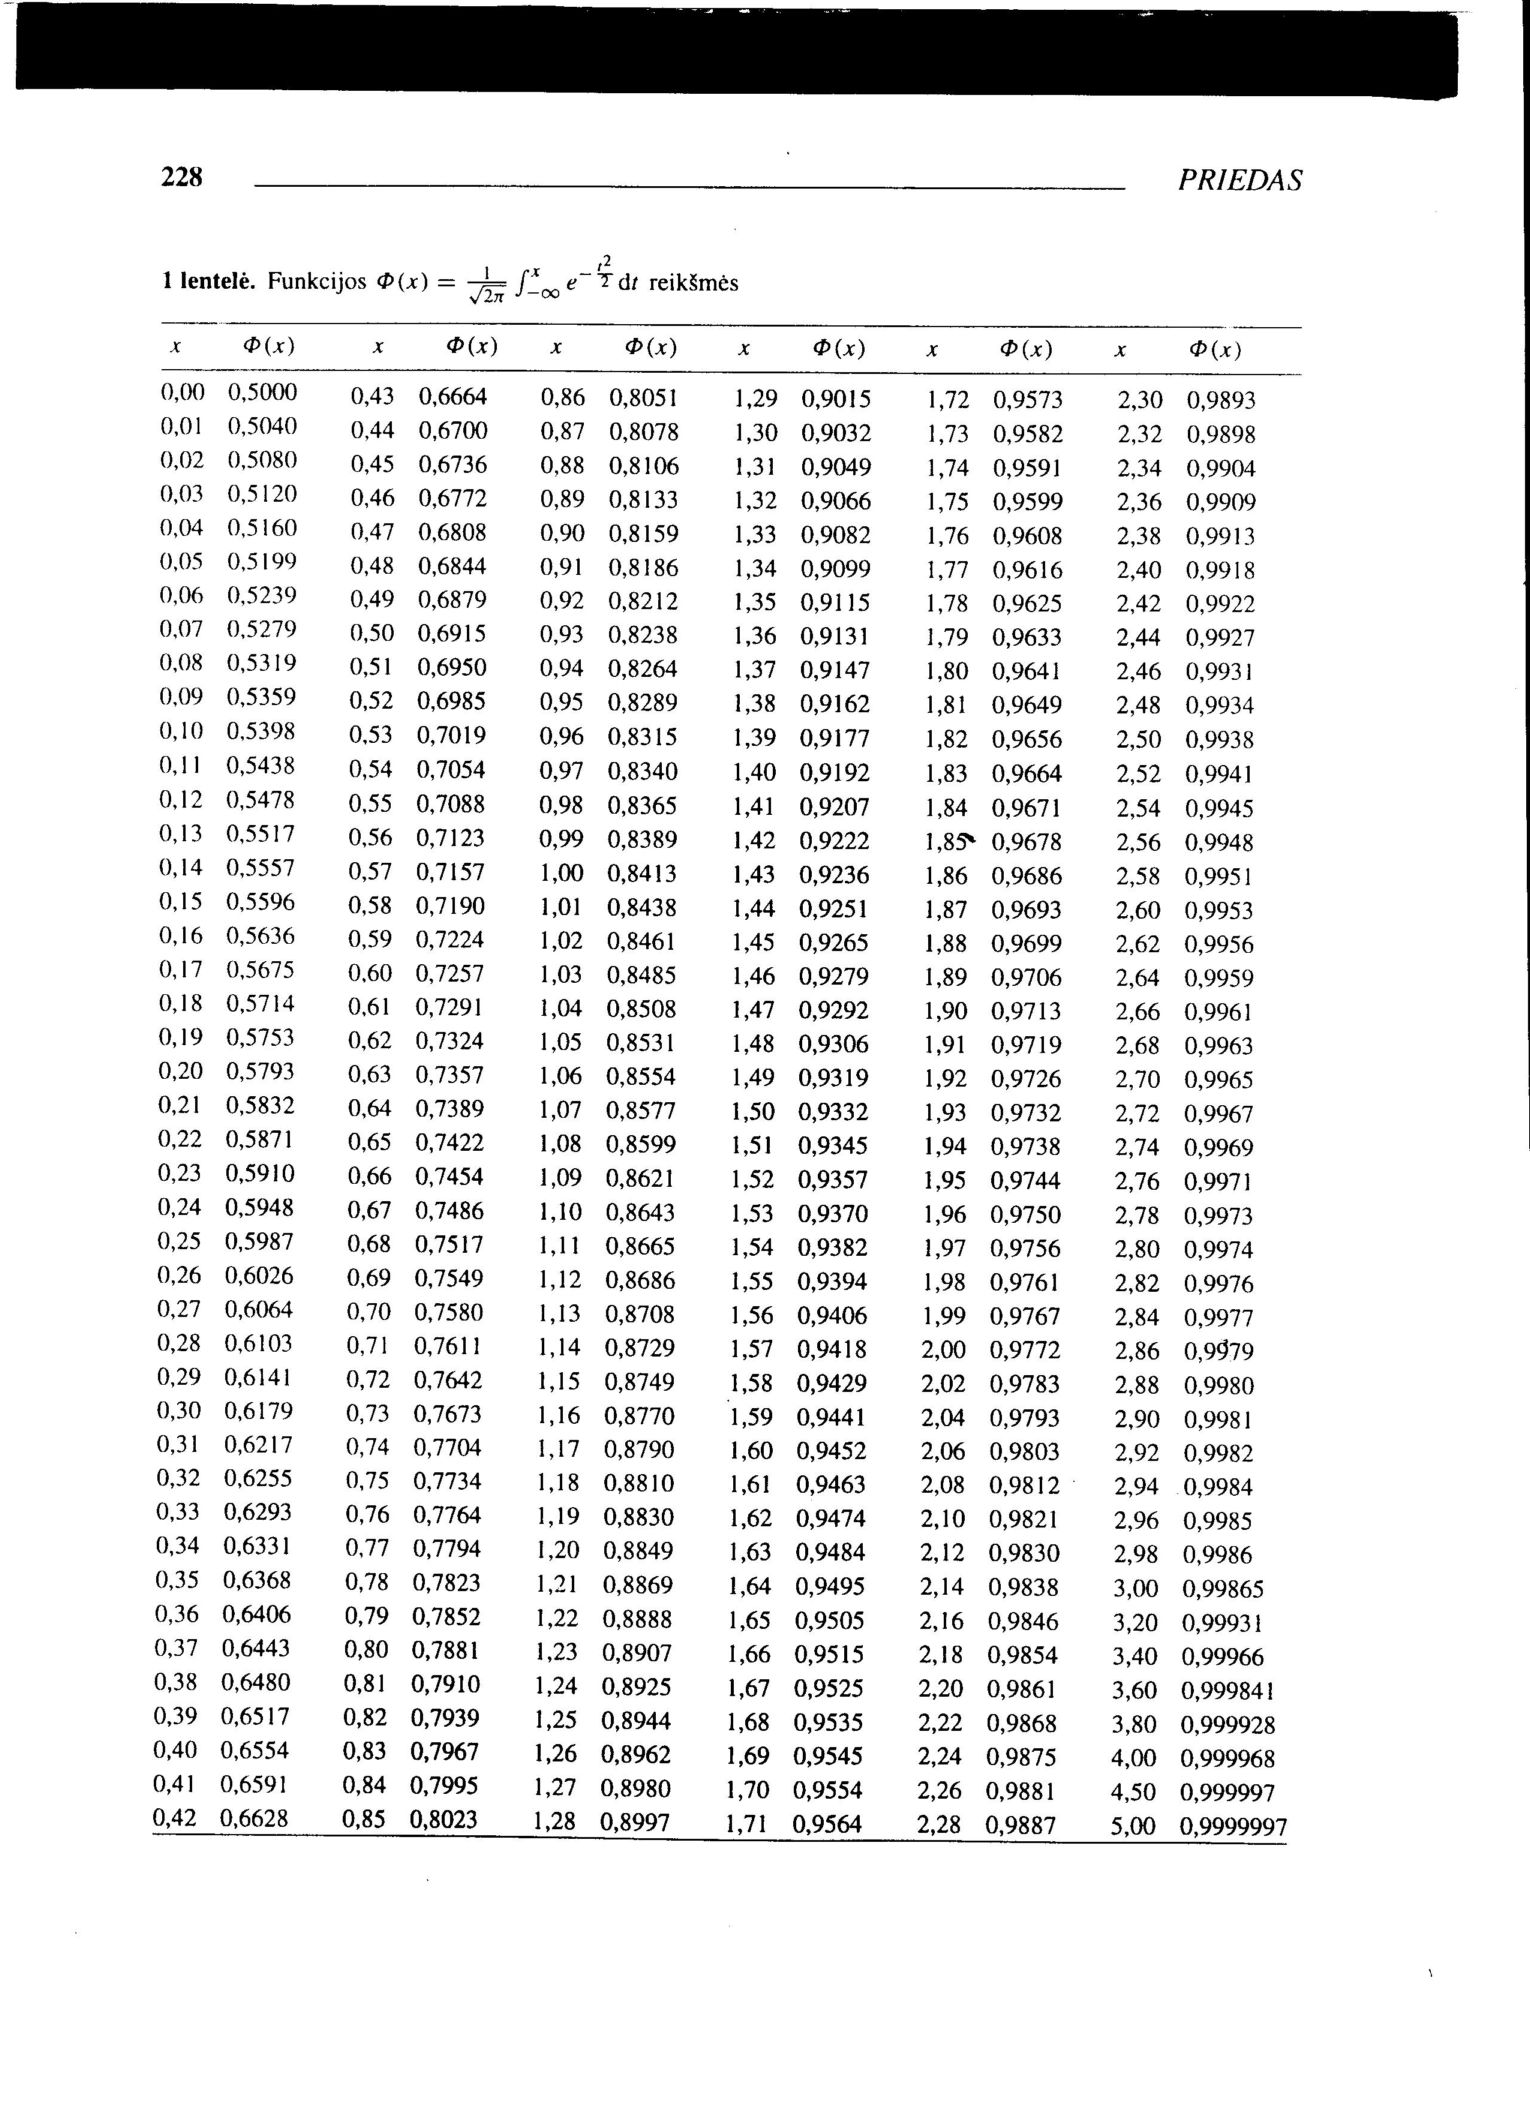 228 PRIEDAS
1 lentelė. Funkcijos Φ(x) = 1/√2π ∫_{-∞}^{x} e^{-t²/2} dt reikšmės
x Φ(x) x Φ(x) x Φ(x) x Φ(x) x Φ(x) x Φ(x)
0,00 0,5000 0,43 0,6664 0,86 0,8051 1,29 0,9015 1,72 0,9573 2,30 0,9893
0,01 0,5040 0,44 0,6700 0,87 0,8078 1,30 0,9032 1,73 0,9582 2,32 0,9898
0,02 0,5080 0,45 0,6736 0,88 0,8106 1,31 0,9049 1,74 0,9591 2,34 0,9904
0,03 0,5120 0,46 0,6772 0,89 0,8133 1,32 0,9066 1,75 0,9599 2,36 0,9909
0,04 0,5160 0,47 0,6808 0,90 0,8159 1,33 0,9082 1,76 0,9608 2,38 0,9913
0,05 0,5199 0,48 0,6844 0,91 0,8186 1,34 0,9099 1,77 0,9616 2,40 0,9918
0,06 0,5239 0,49 0,6879 0,92 0,8212 1,35 0,9115 1,78 0,9625 2,42 0,9922
0,07 0,5279 0,50 0,6915 0,93 0,8238 1,36 0,9131 1,79 0,9633 2,44 0,9927
0,08 0,5319 0,51 0,6950 0,94 0,8264 1,37 0,9147 1,80 0,9641 2,46 0,9931
0,09 0,5359 0,52 0,6985 0,95 0,8289 1,38 0,9162 1,81 0,9649 2,48 0,9934
0,10 0,5398 0,53 0,7019 0,96 0,8315 1,39 0,9177 1,82 0,9656 2,50 0,9938
0,11 0,5438 0,54 0,7054 0,97 0,8340 1,40 0,9192 1,83 0,9664 2,52 0,9941
0,12 0,5478 0,55 0,7088 0,98 0,8365 1,41 0,9207 1,84 0,9671 2,54 0,9945
0,13 0,5517 0,56 0,7123 0,99 0,8389 1,42 0,9222 1,85 0,9678 2,56 0,9948
0,14 0,5557 0,57 0,7157 1,00 0,8413 1,43 0,9236 1,86 0,9686 2,58 0,9951
0,15 0,5596 0,58 0,7190 1,01 0,8438 1,44 0,9251 1,87 0,9693 2,60 0,9953
0,16 0,5636 0,59 0,7224 1,02 0,8461 1,45 0,9265 1,88 0,9699 2,62 0,9956
0,17 0,5675 0,60 0,7257 1,03 0,8485 1,46 0,9279 1,89 0,9706 2,64 0,9959
0,18 0,5714 0,61 0,7291 1,04 0,8508 1,47 0,9292 1,90 0,9713 2,66 0,9961
0,19 0,5753 0,62 0,7324 1,05 0,8531 1,48 0,9306 1,91 0,9719 2,68 0,9963
0,20 0,5793 0,63 0,7357 1,06 0,8554 1,49 0,9319 1,92 0,9726 2,70 0,9965
0,21 0,5832 0,64 0,7389 1,07 0,8577 1,50 0,9332 1,93 0,9732 2,72 0,9967
0,22 0,5871 0,65 0,7422 1,08 0,8599 1,51 0,9345 1,94 0,9738 2,74 0,9969
0,23 0,5910 0,66 0,7454 1,09 0,8621 1,52 0,9357 1,95 0,9744 2,76 0,9971
0,24 0,5948 0,67 0,7486 1,10 0,8643 1,53 0,9370 1,96 0,9750 2,78 0,9973
0,25 0,5987 0,68 0,7517 1,11 0,8665 1,54 0,9382 1,97 0,9756 2,80 0,9974
0,26 0,6026 0,69 0,7549 1,12 0,8686 1,55 0,9394 1,98 0,9761 2,82 0,9976
0,27 0,6064 0,70 0,7580 1,13 0,8708 1,56 0,9406 1,99 0,9767 2,84 0,9977
0,28 0,6103 0,71 0,7611 1,14 0,8729 1,57 0,9418 2,00 0,9772 2,86 0,9979
0,29 0,6141 0,72 0,7642 1,15 0,8749 1,58 0,9429 2,02 0,9783 2,88 0,9980
0,30 0,6179 0,73 0,7673 1,16 0,8770 1,59 0,9441 2,04 0,9793 2,90 0,9981
0,31 0,6217 0,74 0,7704 1,17 0,8790 1,60 0,9452 2,06 0,9803 2,92 0,9982
0,32 0,6255 0,75 0,7734 1,18 0,8810 1,61 0,9463 2,08 0,9812 2,94 0,9984
0,33 0,6293 0,76 0,7764 1,19 0,8830 1,62 0,9474 2,10 0,9821 2,96 0,9985
0,34 0,6331 0,77 0,7794 1,20 0,8849 1,63 0,9484 2,12 0,9830 2,98 0,9986
0,35 0,6368 0,78 0,7823 1,21 0,8869 1,64 0,9495 2,14 0,9838 3,00 0,99865
0,36 0,6406 0,79 0,7852 1,22 0,8888 1,65 0,9505 2,16 0,9846 3,20 0,99931
0,37 0,6443 0,80 0,7881 1,23 0,8907 1,66 0,9515 2,18 0,9854 3,40 0,99966
0,38 0,6480 0,81 0,7910 1,24 0,8925 1,67 0,9525 2,20 0,9861 3,60 0,999841
0,39 0,6517 0,82 0,7939 1,25 0,8944 1,68 0,9535 2,22 0,9868 3,80 0,999928
0,40 0,6554 0,83 0,7967 1,26 0,8962 1,69 0,9545 2,24 0,9875 4,00 0,999968
0,41 0,6591 0,84 0,7995 1,27 0,8980 1,70 0,9554 2,26 0,9881 4,50 0,999997
0,42 0,6628 0,85 0,8023 1,28 0,8997 1,71 0,9564 2,28 0,9887 5,00 0,9999997